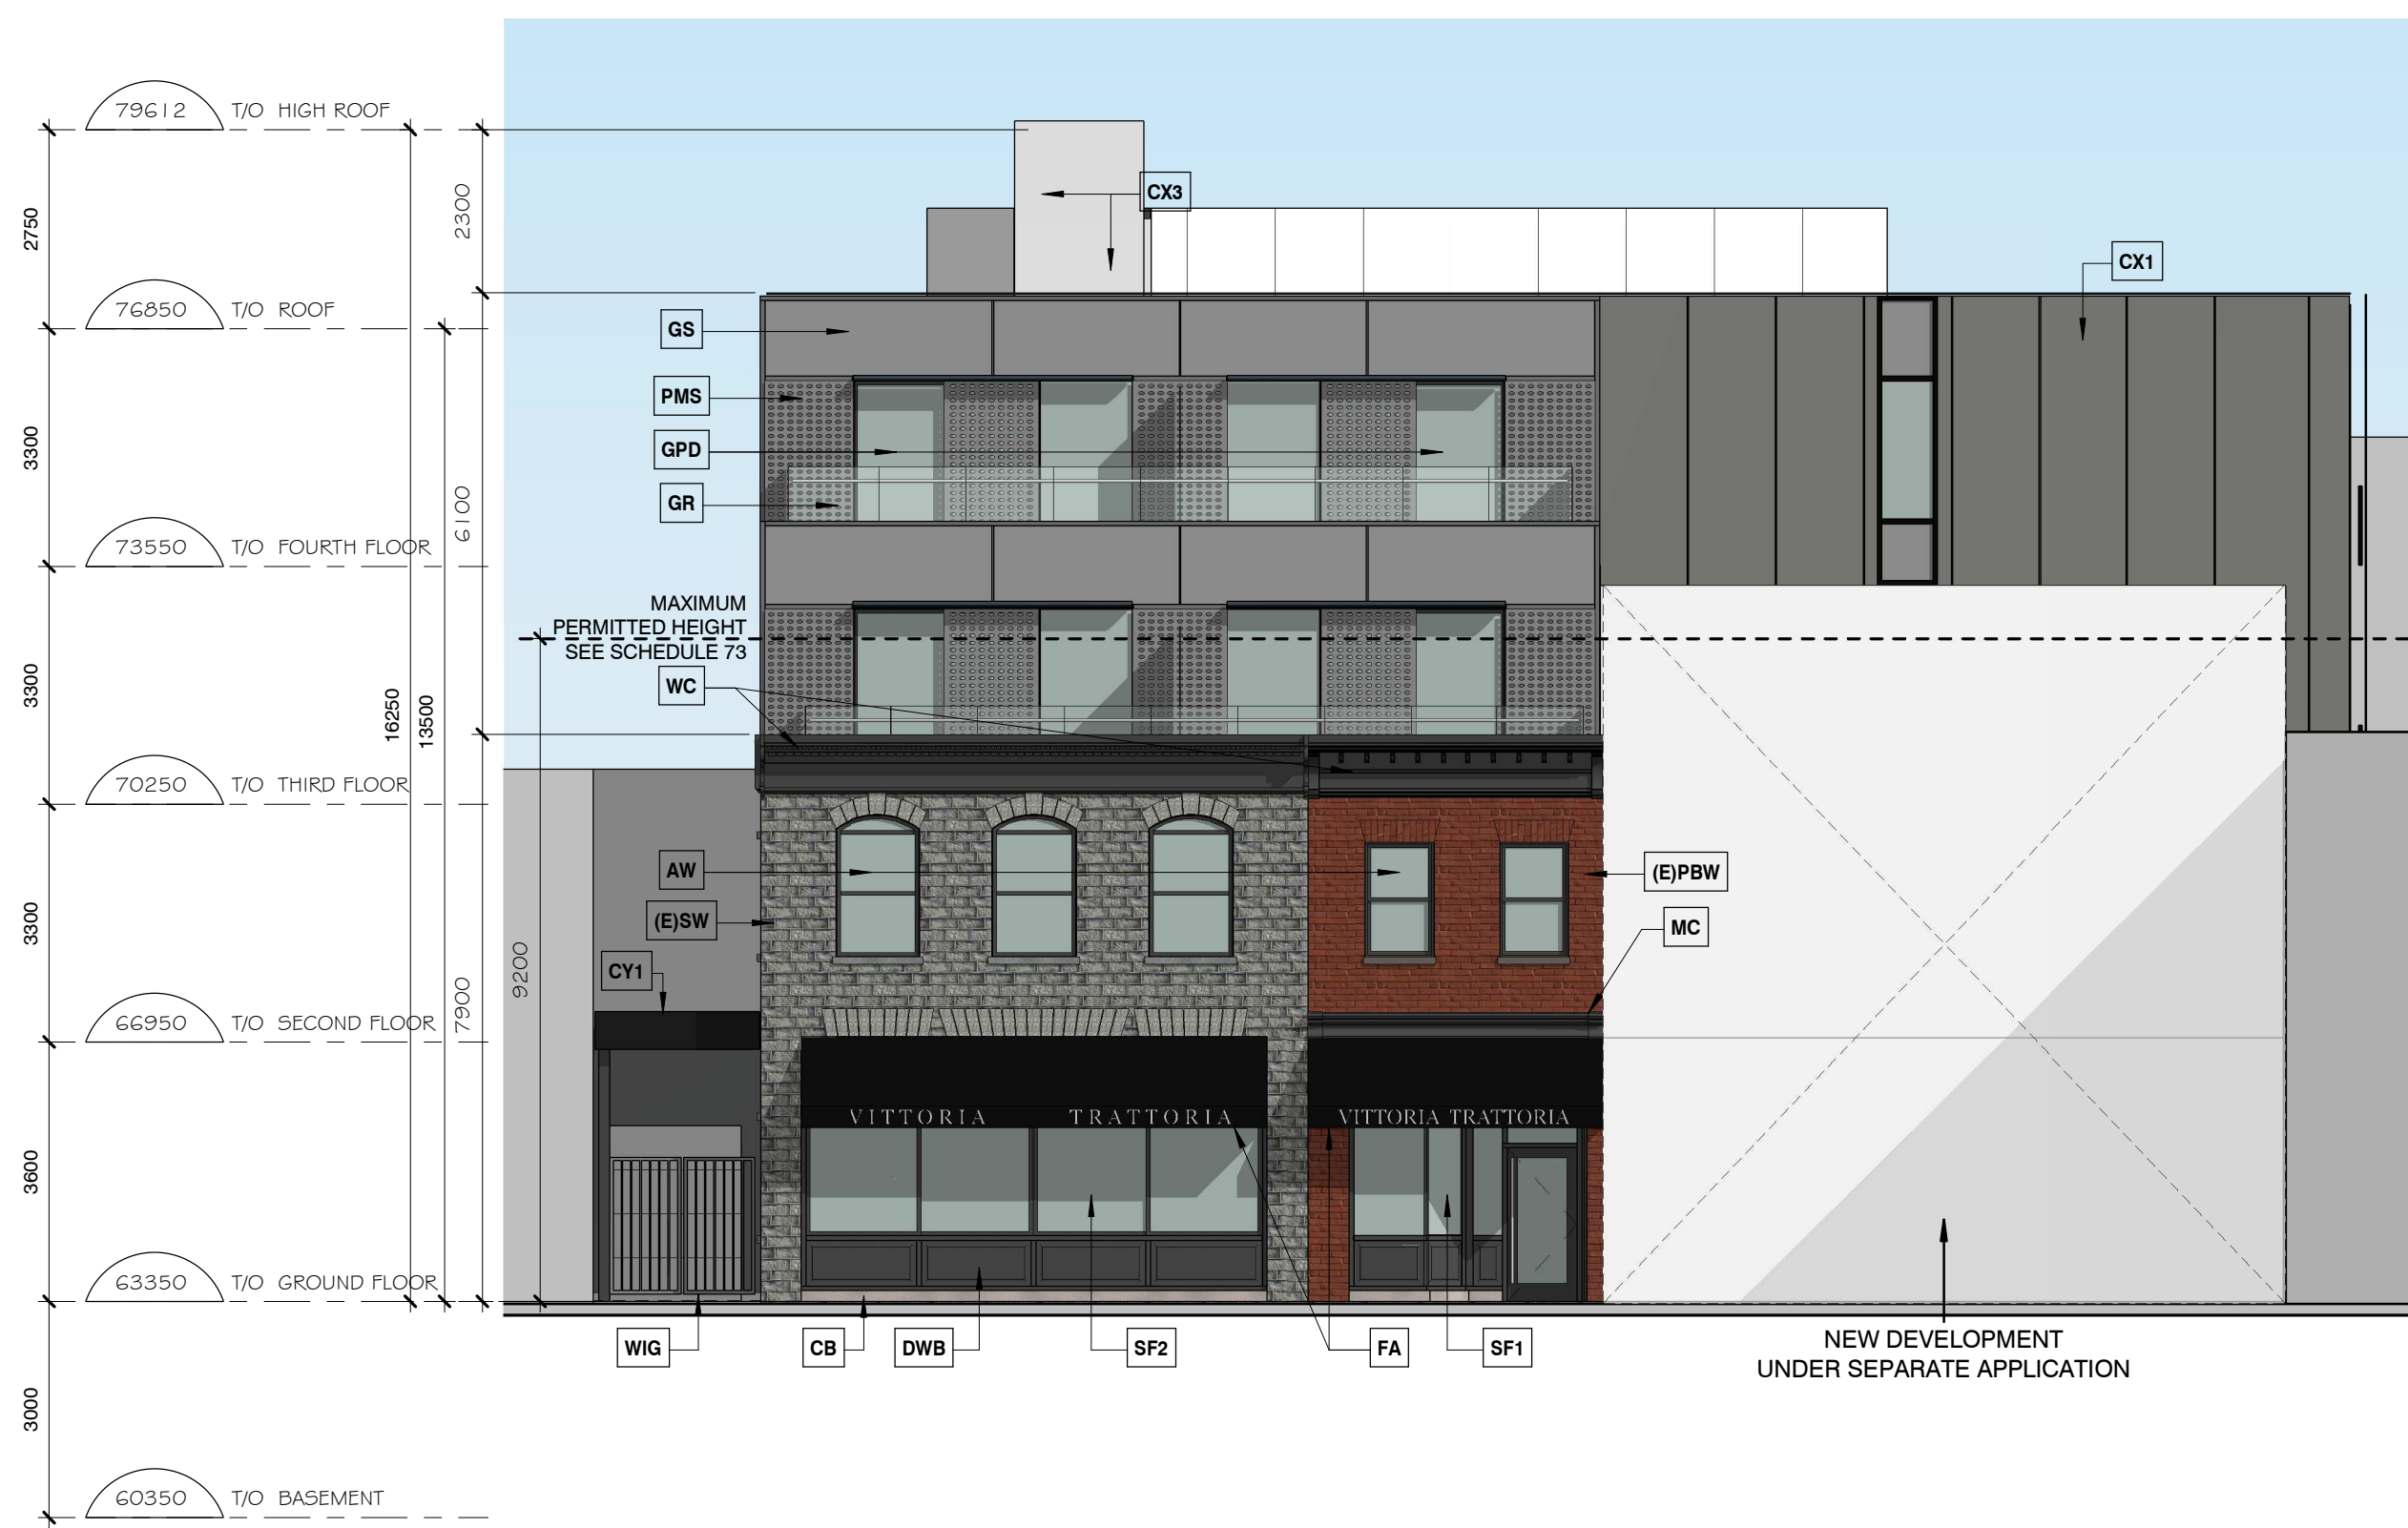 79612 T/O HIGH ROOF
2750
2300
CX3
CX1
76850 T/O ROOF
GS
PMS
3300
GPD
GR
6100
73550 T/O FOURTH FLOOR
MAXIMUM
PERMITTED HEIGHT
SEE SCHEDULE 73
WC
3300
16250
13500
70250 T/O THIRD FLOOR
AW
(E)PBW
(E)SW
MC
3300
9200
CY1
7900
66950 T/O SECOND FLOOR
VITTORIA TRATTORIA
VITTORIA TRATTORIA
3600
63350 T/O GROUND FLOOR
WIG
CB
DWB
SF2
FA
SF1
NEW DEVELOPMENT
UNDER SEPARATE APPLICATION
3000
60350 T/O BASEMENT